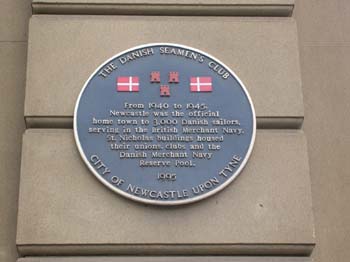 THE DANISH SEAMEN'S CLUB
From 1940 to 1945,
Newcastle was the official
home town to 3,000 Danish sailors,
serving in the British Merchant Navy.
St. Nicholas buildings housed
their unions, clubs and the
Danish Merchant Navy
Reserve Pool.
1995
CITY OF NEWCASTLE UPON TYNE